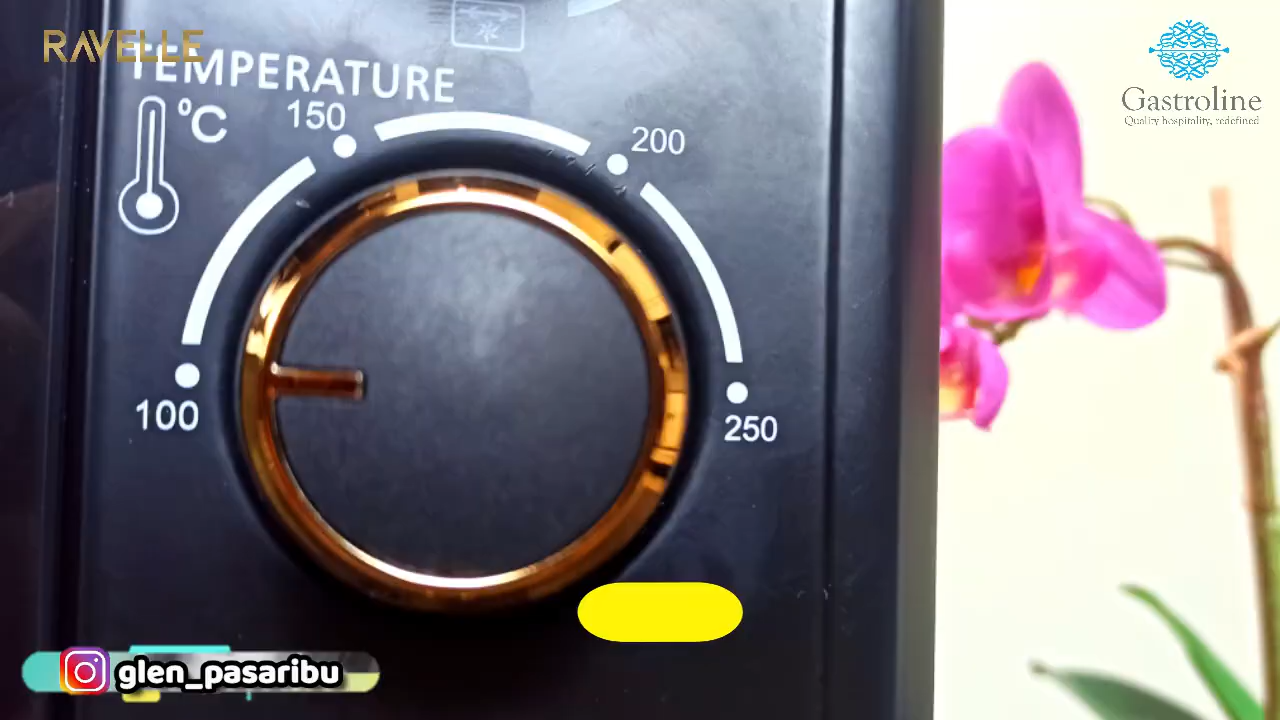 RAVELLE
TEMPERATURE
°C
150
200
100
250
Gastroline
Quality hospitality, redefined
glen_pasaribu